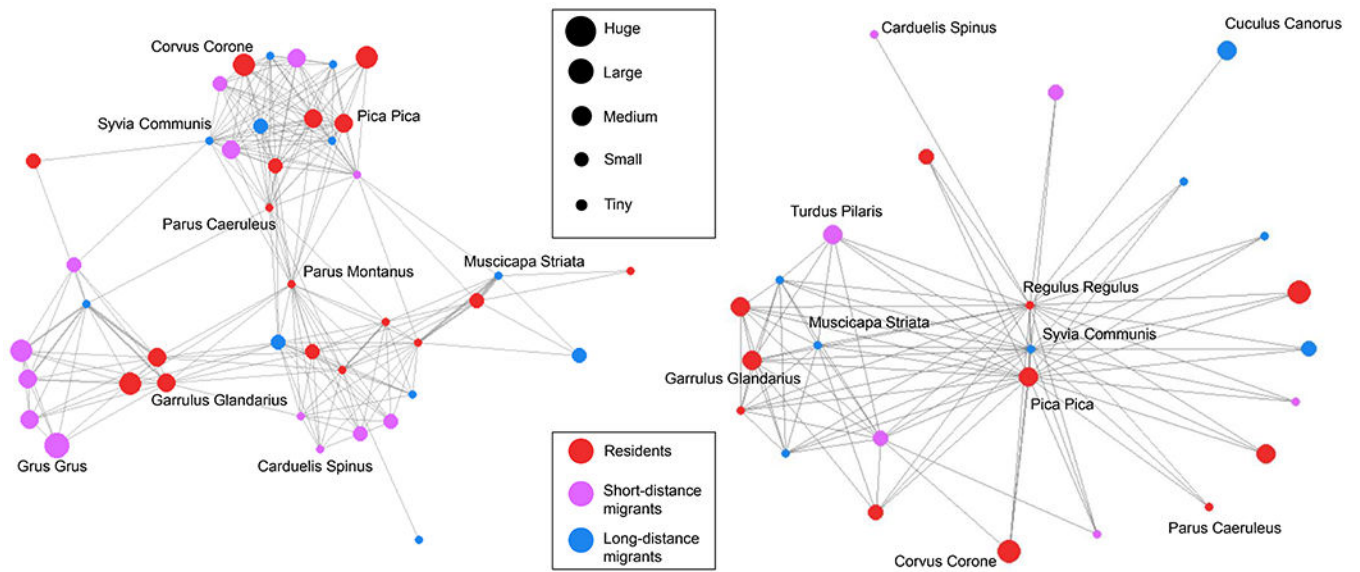 Corvus Corone
Syvia Communis
Pica Pica
Parus Caeruleus
Parus Montanus
Muscicapa Striata
Garrulus Glandarius
Grus Grus
Carduelis Spinus
Huge
Large
Medium
Small
Tiny
Residents
Short-distance
migrants
Long-distance
migrants
Carduelis Spinus
Cuculus Canorus
Turdus Pilaris
Regulus Regulus
Muscicapa Striata
Syvia Communis
Garrulus Glandarius
Pica Pica
Parus Caeruleus
Corvus Corone